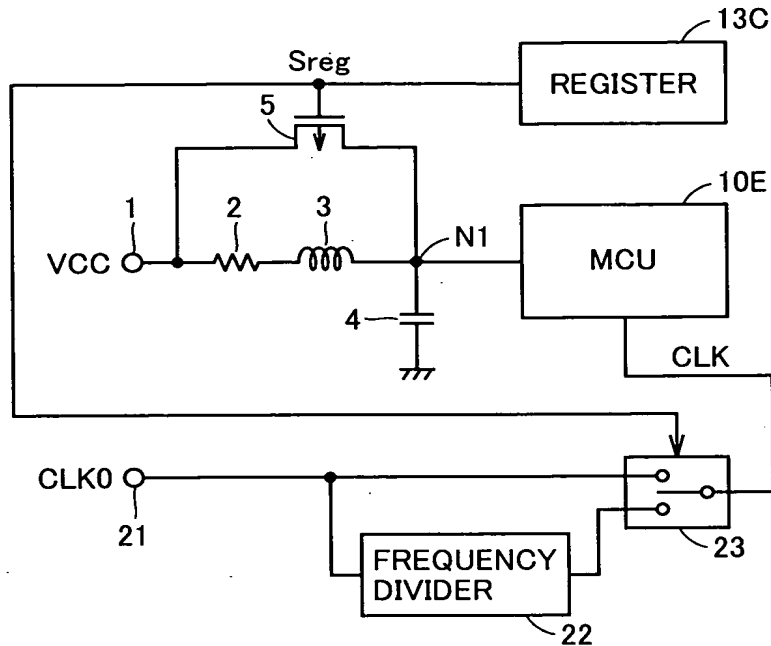 13C
Sreg
REGISTER
5
10E
1
2
3
N1
VCC
MCU
4
CLK
CLK0
21
23
FREQUENCY
DIVIDER
22